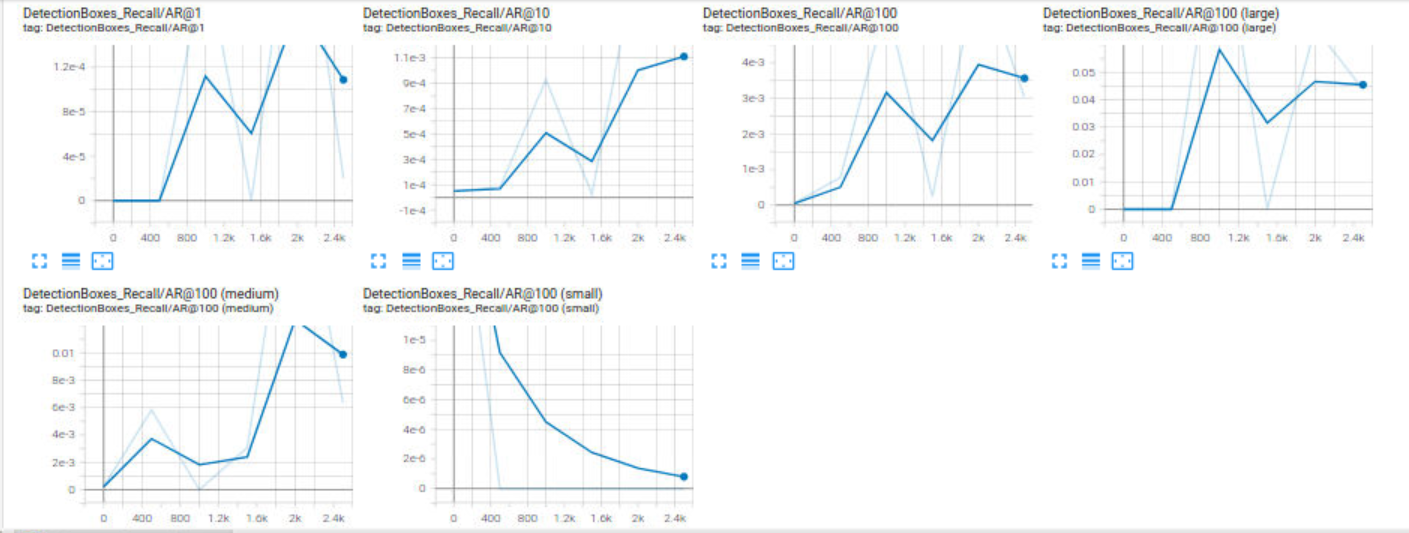 DetectionBoxes_Recall/AR@1
tag: DetectionBoxes_Recall/AR@1
1.2e-4
8e-5
4e-5
0
0 400 800 1.2k 1.6k 2k 2.4k
DetectionBoxes_Recall/AR@10
tag: DetectionBoxes_Recall/AR@10
1.1e-3
9e-4
7e-4
5e-4
3e-4
1e-4
-1e-4
0 400 800 1.2k 1.6k 2k 2.4k
DetectionBoxes_Recall/AR@100
tag: DetectionBoxes_Recall/AR@100
4e-3
3e-3
2e-3
1e-3
0
0 400 800 1.2k 1.6k 2k 2.4k
DetectionBoxes_Recall/AR@100 (large)
tag: DetectionBoxes_Recall/AR@100 (large)
0.05
0.04
0.03
0.02
0.01
0
0 400 800 1.2k 1.6k 2k 2.4k
DetectionBoxes_Recall/AR@100 (medium)
tag: DetectionBoxes_Recall/AR@100 (medium)
0.01
8e-3
6e-3
4e-3
2e-3
0
0 400 800 1.2k 1.6k 2k 2.4k
DetectionBoxes_Recall/AR@100 (small)
tag: DetectionBoxes_Recall/AR@100 (small)
1e-5
8e-6
6e-6
4e-6
2e-6
0
0 400 800 1.2k 1.6k 2k 2.4k